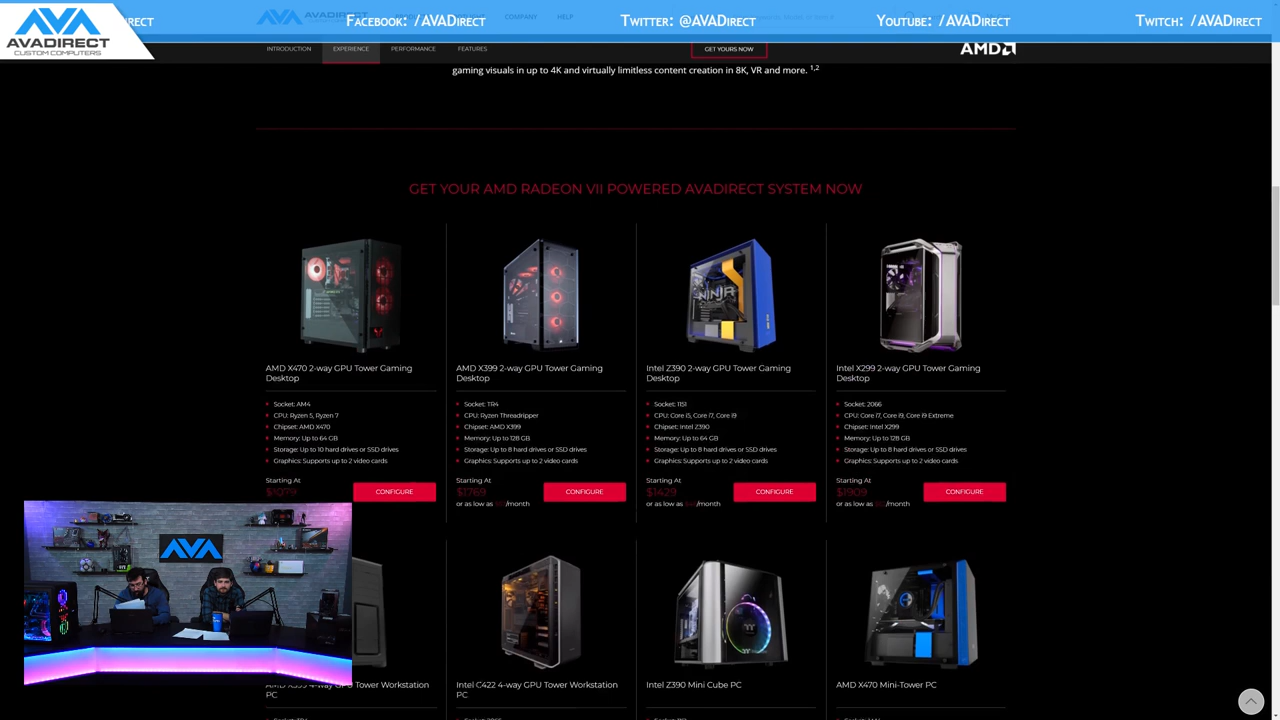 AVADIRECT
CUSTOM COMPUTERS
Facebook: /AVADirect
Twitter: @AVADirect
Youtube: /AVADirect
Twitch: /AVADirect
COMPANY
HELP
INTRODUCTION
EXPERIENCE
PERFORMANCE
FEATURES
GET YOURS NOW
AMD
gaming visuals in up to 4K and virtually limitless content creation in 8K, VR and more. 1,2
GET YOUR AMD RADEON VII POWERED AVADIRECT SYSTEM NOW
AMD X470 2-way GPU Tower Gaming
Desktop
Socket: AM4
CPU: Ryzen 5, Ryzen 7
Chipset: AMD X470
Memory: Up to 64 GB
Storage: Up to 10 hard drives or SSD drives
Graphics: Supports up to 2 video cards
Starting At
$1079
CONFIGURE
AMD X399 2-way GPU Tower Gaming
Desktop
Socket: TR4
CPU: Ryzen Threadripper
Chipset: AMD X399
Memory: Up to 128 GB
Storage: Up to 8 hard drives or SSD drives
Graphics: Supports up to 2 video cards
Starting At
$1769
CONFIGURE
or as low as /month
Intel Z390 2-way GPU Tower Gaming
Desktop
Socket: 1151
CPU: Core i5, Core i7, Core i9
Chipset: Intel Z390
Memory: Up to 64 GB
Storage: Up to 8 hard drives or SSD drives
Graphics: Supports up to 2 video cards
Starting At
$1429
CONFIGURE
or as low as /month
Intel X299 2-way GPU Tower Gaming
Desktop
Socket: 2066
CPU: Core i7, Core i9, Core i9 Extreme
Chipset: Intel X299
Memory: Up to 128 GB
Storage: Up to 8 hard drives or SSD drives
Graphics: Supports up to 2 video cards
Starting At
$1909
CONFIGURE
or as low as /month
AMD X399 4-way GPU Tower Workstation
PC
Intel C422 4-way GPU Tower Workstation
PC
Intel Z390 Mini Cube PC
AMD X470 Mini-Tower PC